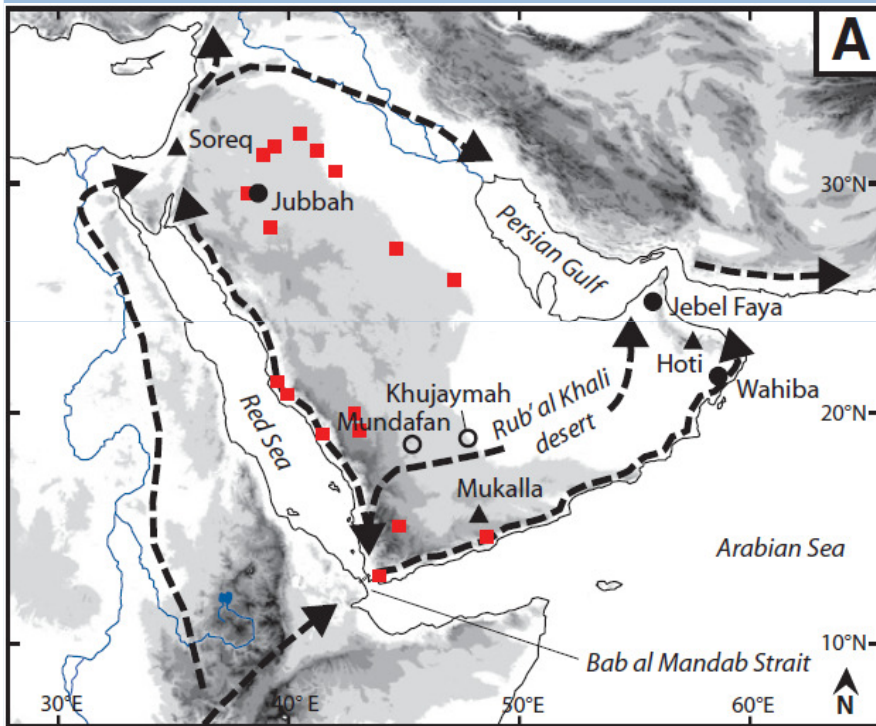 A
Soreq
Jubbah
30°N
Persian Gulf
Jebel Faya
Hoti
Wahiba
Khujaymah
Mundafan
Rub' al Khali
desert
20°N
Red Sea
Mukalla
Arabian Sea
Bab al Mandab Strait
10°N
30°E
40° E
50°E
60°E
N